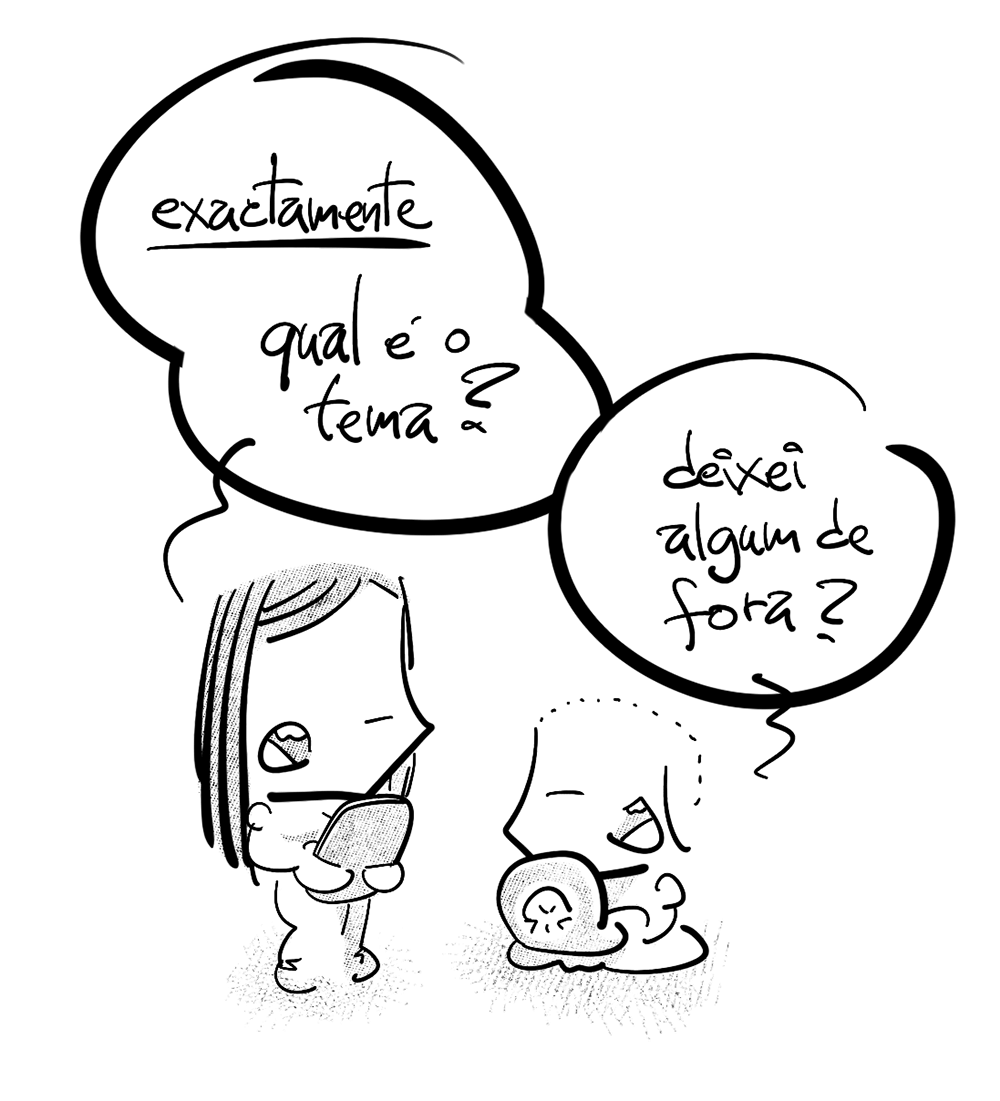 exactamente
qual é o
tema?
deixei
algum de
fora?